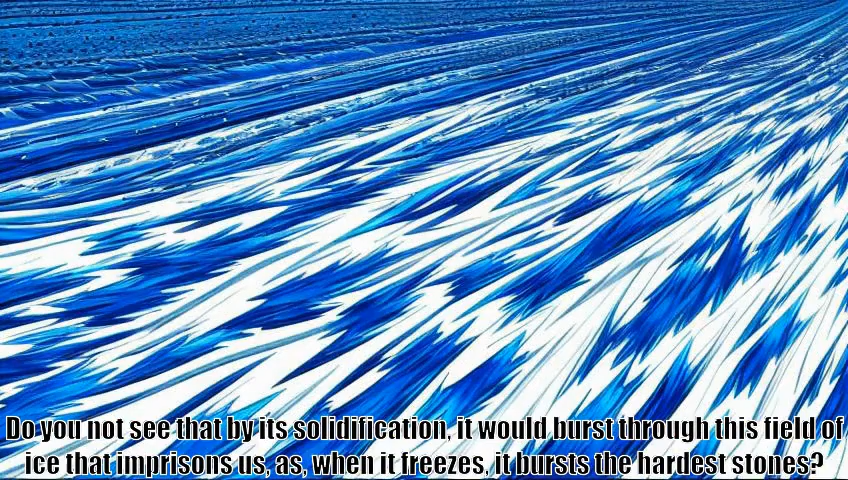 Do you not see that by its solidification, it would burst through this field of
ice that imprisons us, as, when it freezes, it bursts the hardest stones?